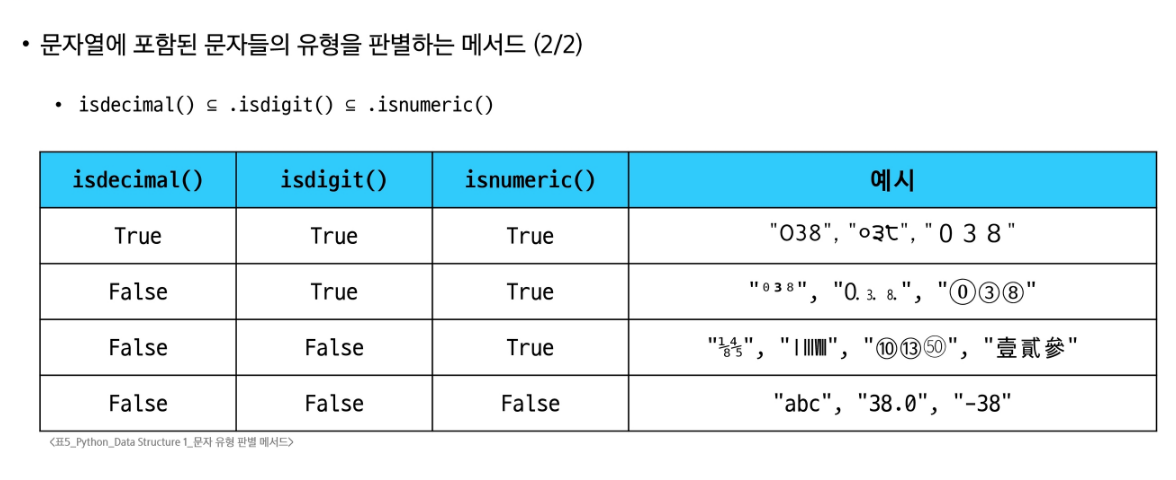 • 문자열에 포함된 문자들의 유형을 판별하는 메서드 (2/2)
• isdecimal() ⊆ .isdigit() ⊆ .isnumeric()
isdecimal() isdigit() isnumeric() 예시
True True True "038", "०३८", "０３８"
False True True "⁰³⁸", "0.⒊⒏", "⓪③⑧"
False False True "⅛⅘", "ⅠⅢⅧ", "⑩⑬㊿", "壹貳參"
False False False "abc", "38.0", "-38"
<표5_Python_Data Structure 1_문자 유형 판별 메서드>